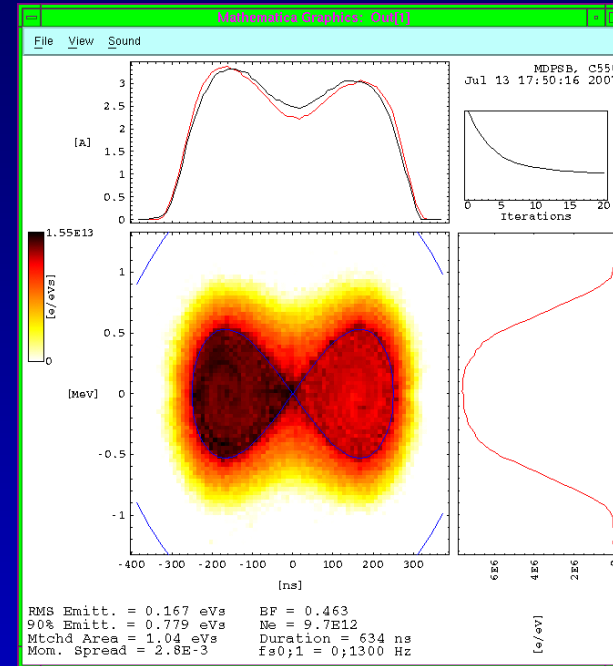 Mathematica Graphics: Out[1]
File View Sound
MDPSB, C550
Jul 13 17:50:16 2007
[A]
3
2.5
2
1.5
1
0.5
0
0 5 10 15 20
Iterations
1.55E13
[e/eVs]
0
[MeV]
1
0.5
0
-0.5
-1
-400 -300 -200 -100 0 100 200 300
[ns]
6E6 4E6 2E6
[e/eV]
RMS Emitt. = 0.167 eVs BF = 0.463
90% Emitt. = 0.779 eVs Ne = 9.7E12
Mtchd Area = 1.04 eVs Duration = 634 ns
Mom. Spread = 2.8E-3 fs0;1 = 0;1300 Hz